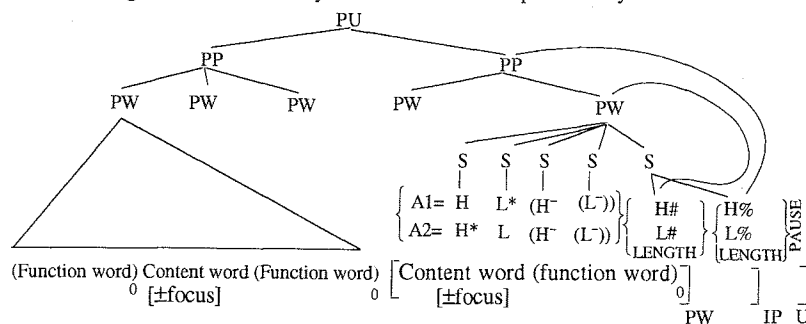 PU
PP PP
PW PW PW PW PW
S S S S S
A1= H L* (H⁻ (L⁻)) H# H% PAUSE
A2= H* L (H⁻ (L⁻)) L# L%
LENGTH LENGTH
(Function word)₀ Content word (Function word)₀ [Content word (function word)₀] ] [
[±focus] [±focus]
PW IP U